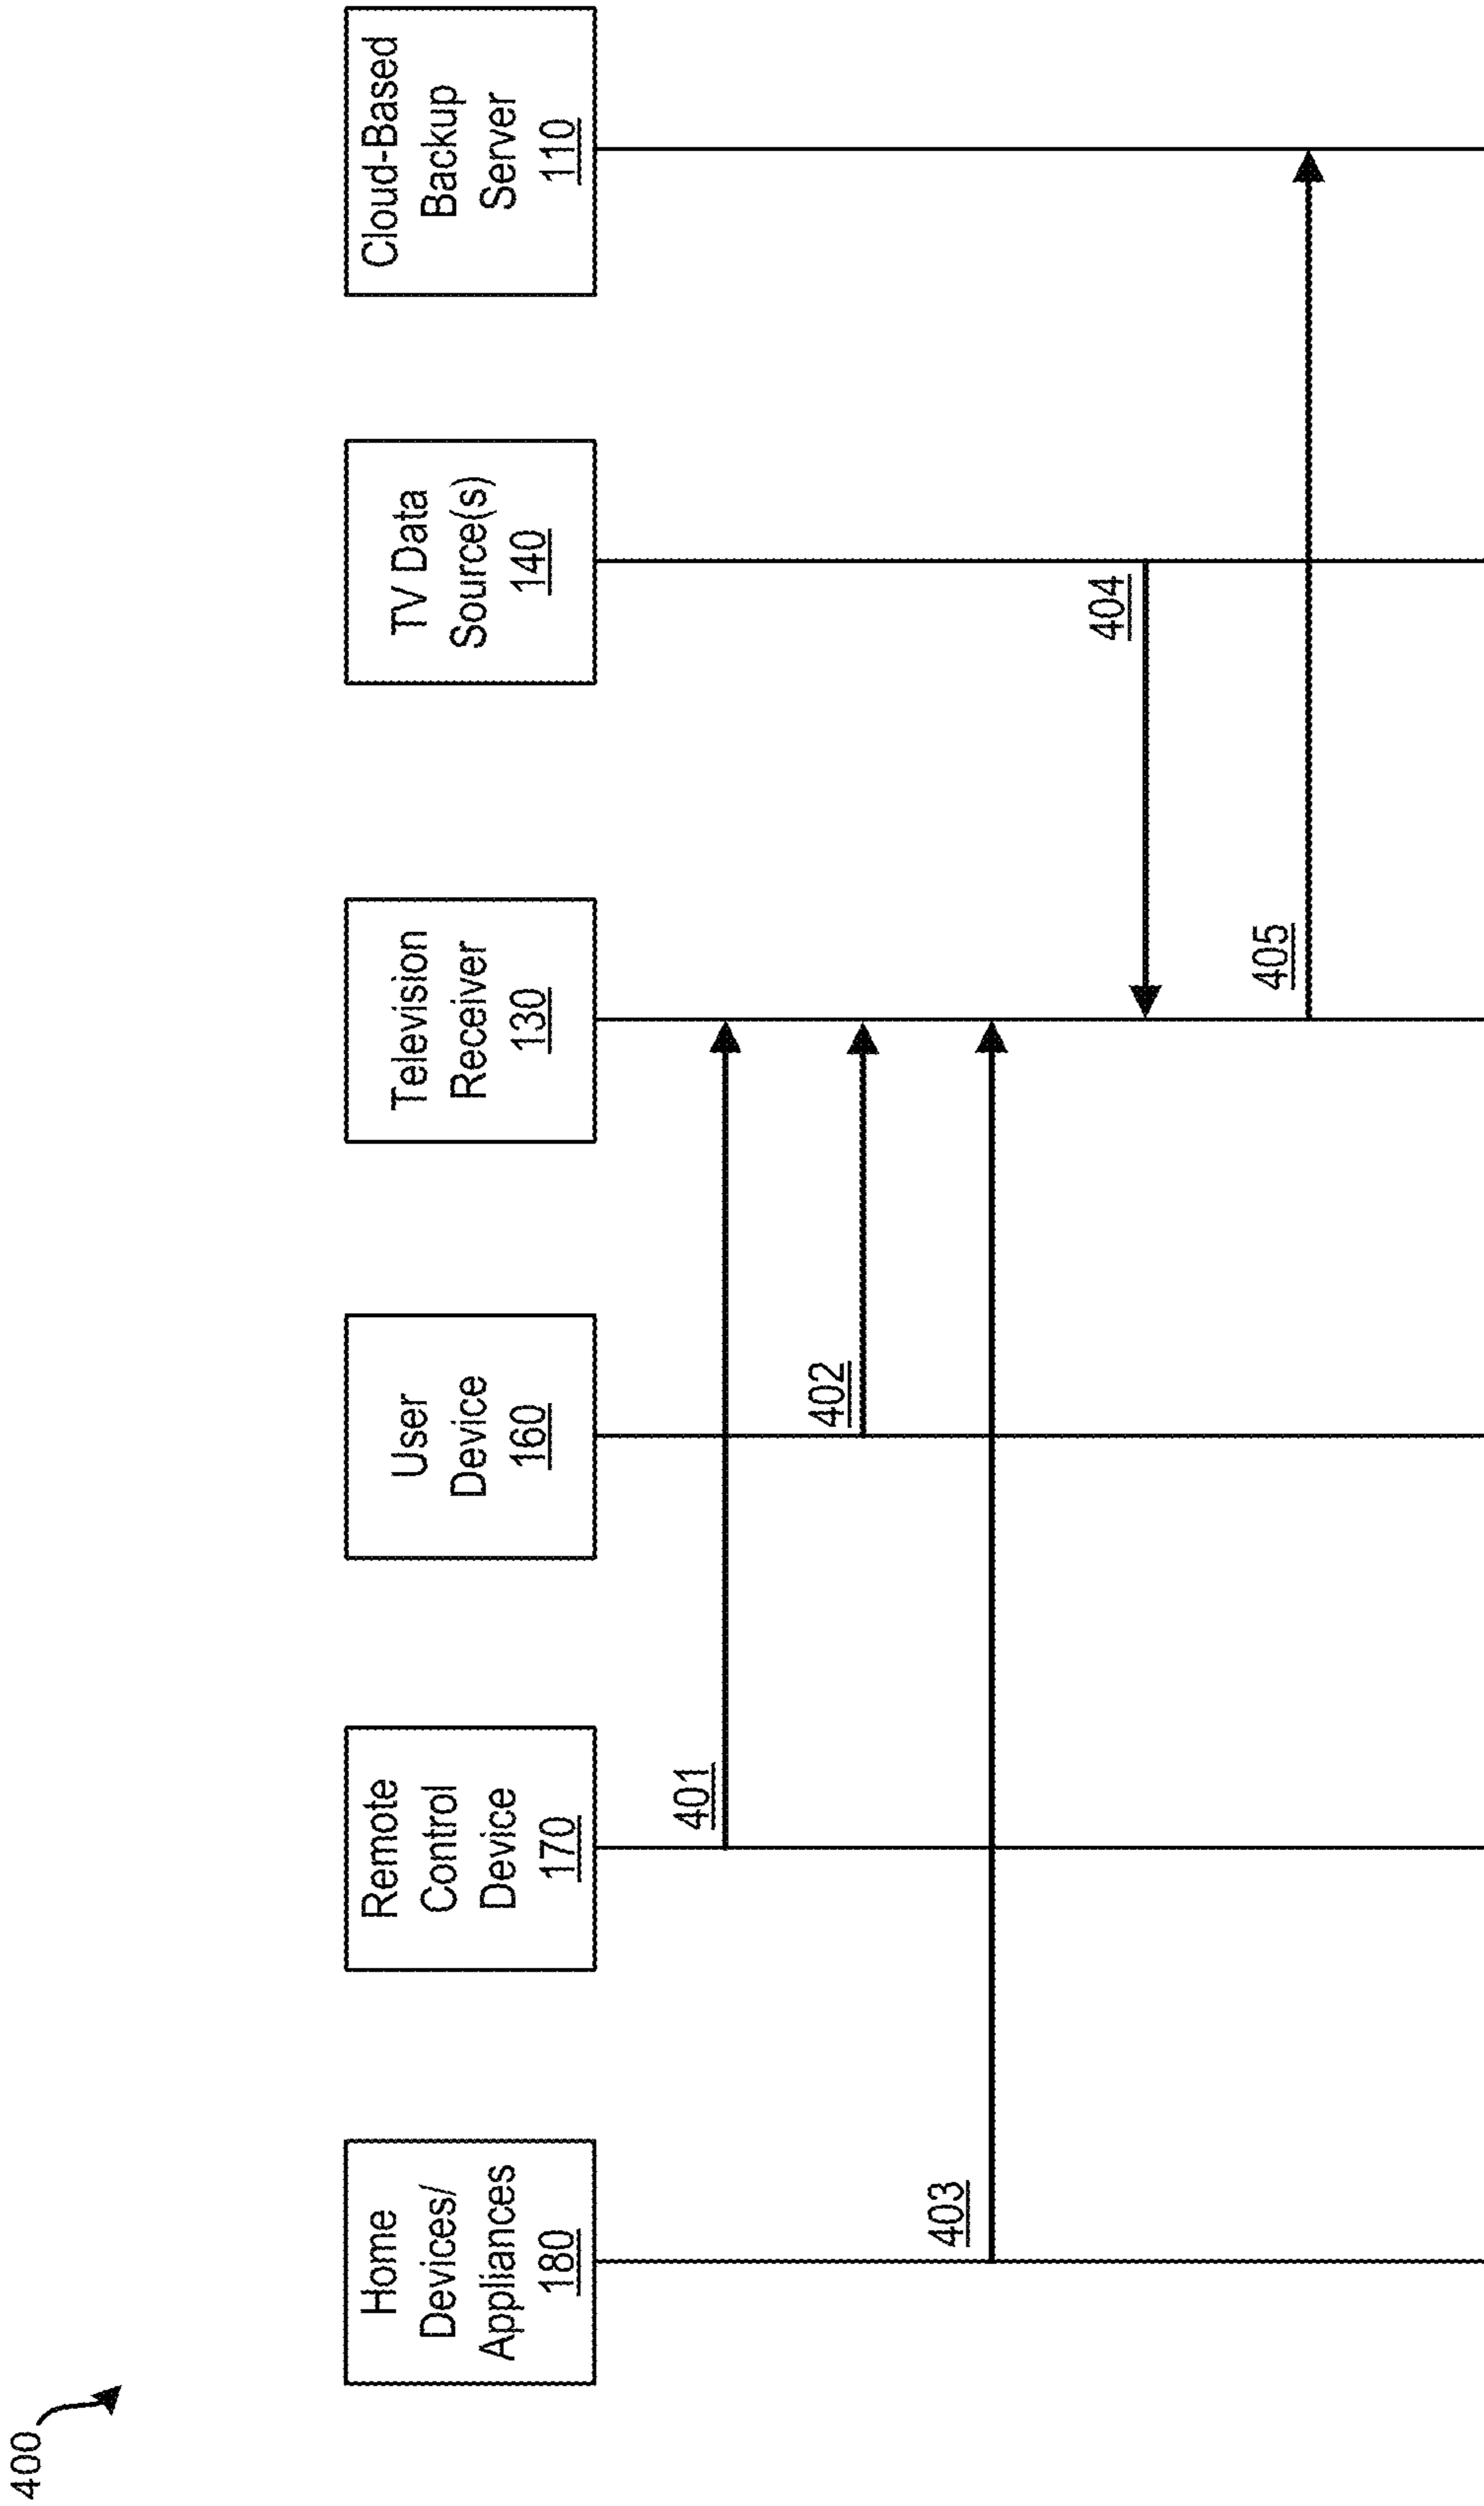 400
Home
Devices/
Appliances
180
Remote
Control
Device
170
User
Device
160
Television
Receiver
130
TV Data
Source(s)
140
Cloud-Based
Backup
Server
110
401
402
403
404
405